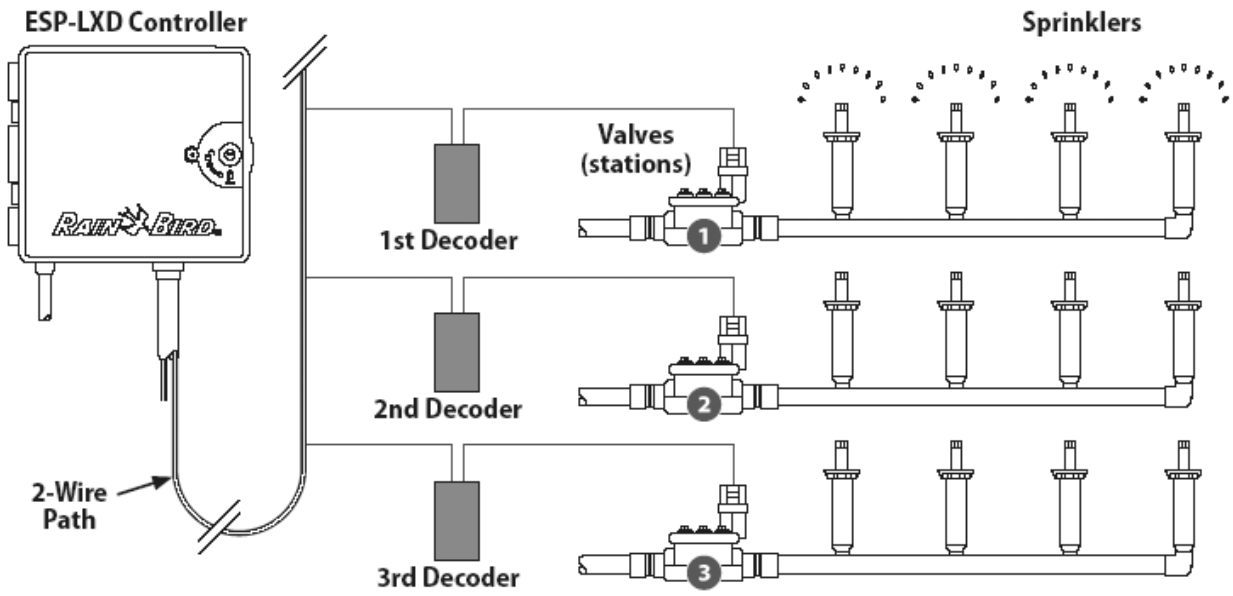 ESP-LXD Controller
Sprinklers
Valves
(stations)
RAIN BIRD
1st Decoder
1
2nd Decoder
2
2-Wire
Path
3rd Decoder
3